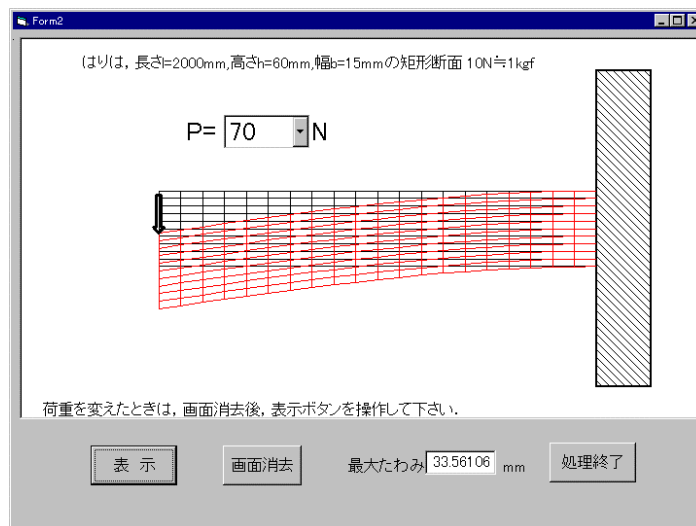 Form2
はりは，長さl=2000mm,高さh=60mm,幅b=15mmの矩形断面 10N≒1kgf
P= 70 N
荷重を変えたときは，画面消去後，表示ボタンを操作して下さい.
表 示 画面消去 最大たわみ 33.56106 mm 処理終了